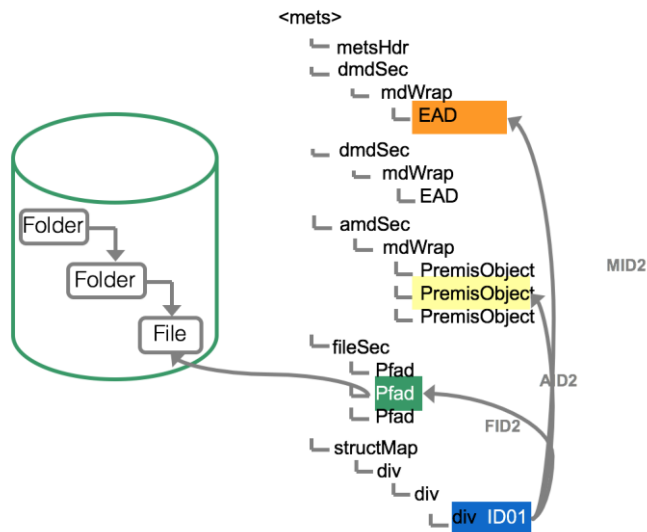 <mets>
metsHdr
dmdSec
mdWrap
EAD
dmdSec
mdWrap
EAD
amdSec
mdWrap
PremisObject
PremisObject
PremisObject
fileSec
Pfad
Pfad
Pfad
structMap
div
div
div ID01
Folder
Folder
File
MID2
AID2
FID2